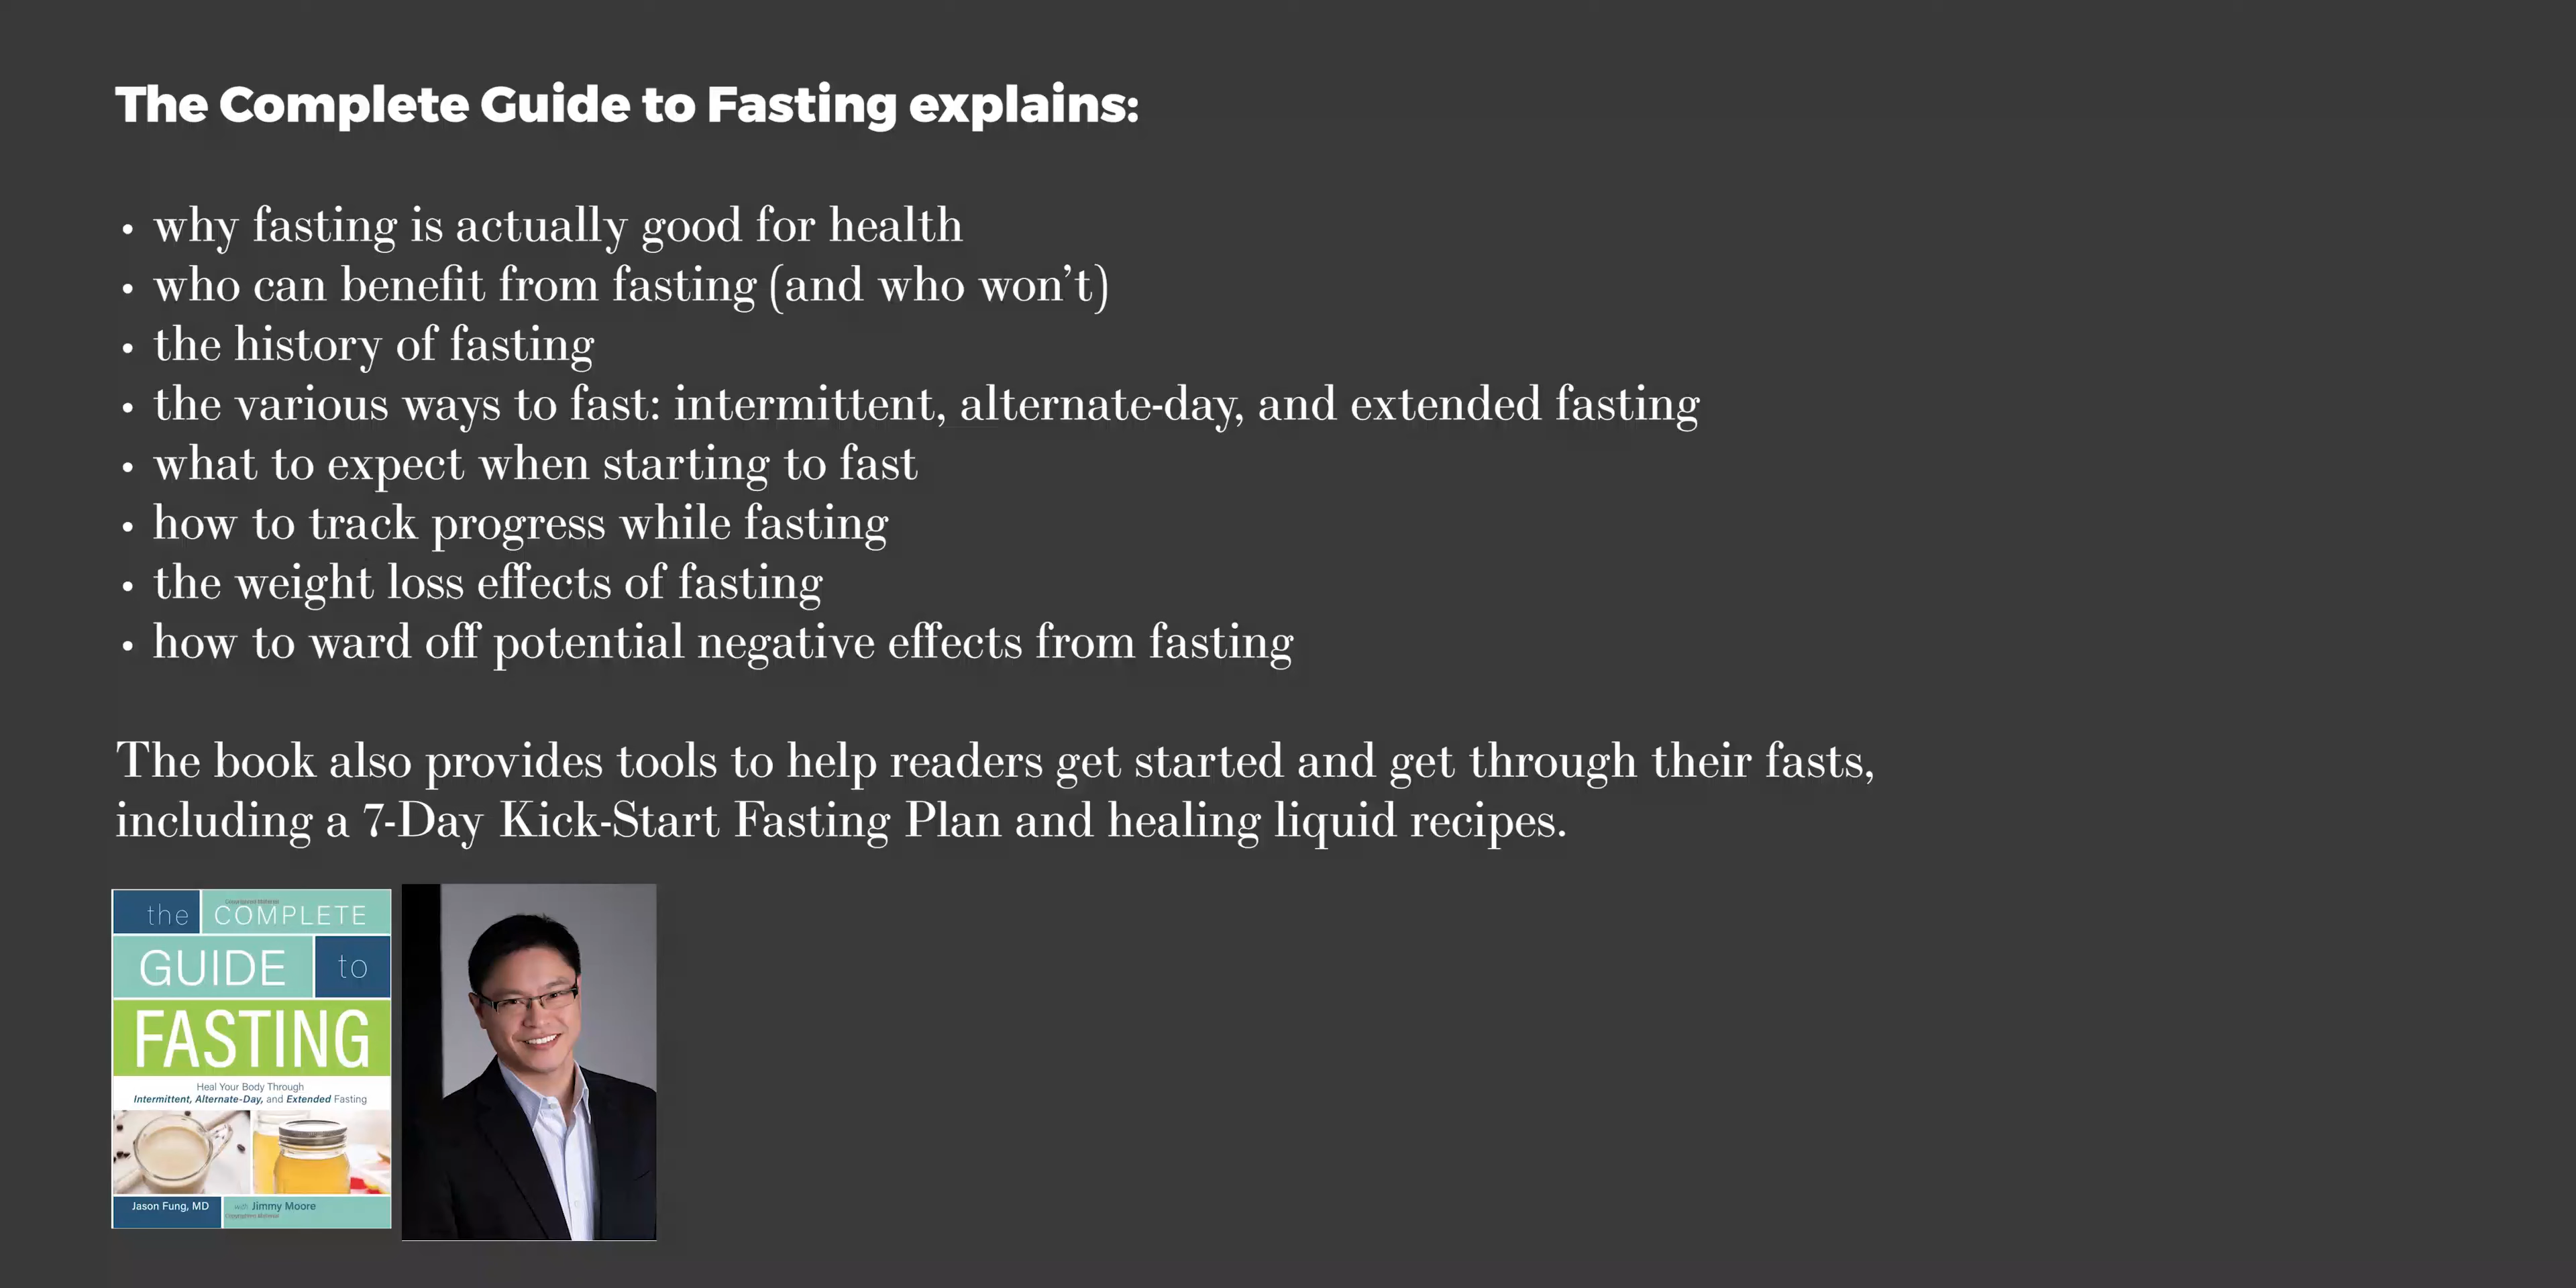 The Complete Guide to Fasting explains:
• why fasting is actually good for health
• who can benefit from fasting (and who won’t)
• the history of fasting
• the various ways to fast: intermittent, alternate-day, and extended fasting
• what to expect when starting to fast
• how to track progress while fasting
• the weight loss effects of fasting
• how to ward off potential negative effects from fasting
The book also provides tools to help readers get started and get through their fasts,
including a 7-Day Kick-Start Fasting Plan and healing liquid recipes.
Copyrighted Material
the COMPLETE
GUIDE to
FASTING
Heal Your Body Through
Intermittent, Alternate-Day, and Extended Fasting
Jason Fung, MD with Jimmy Moore
Copyrighted Material